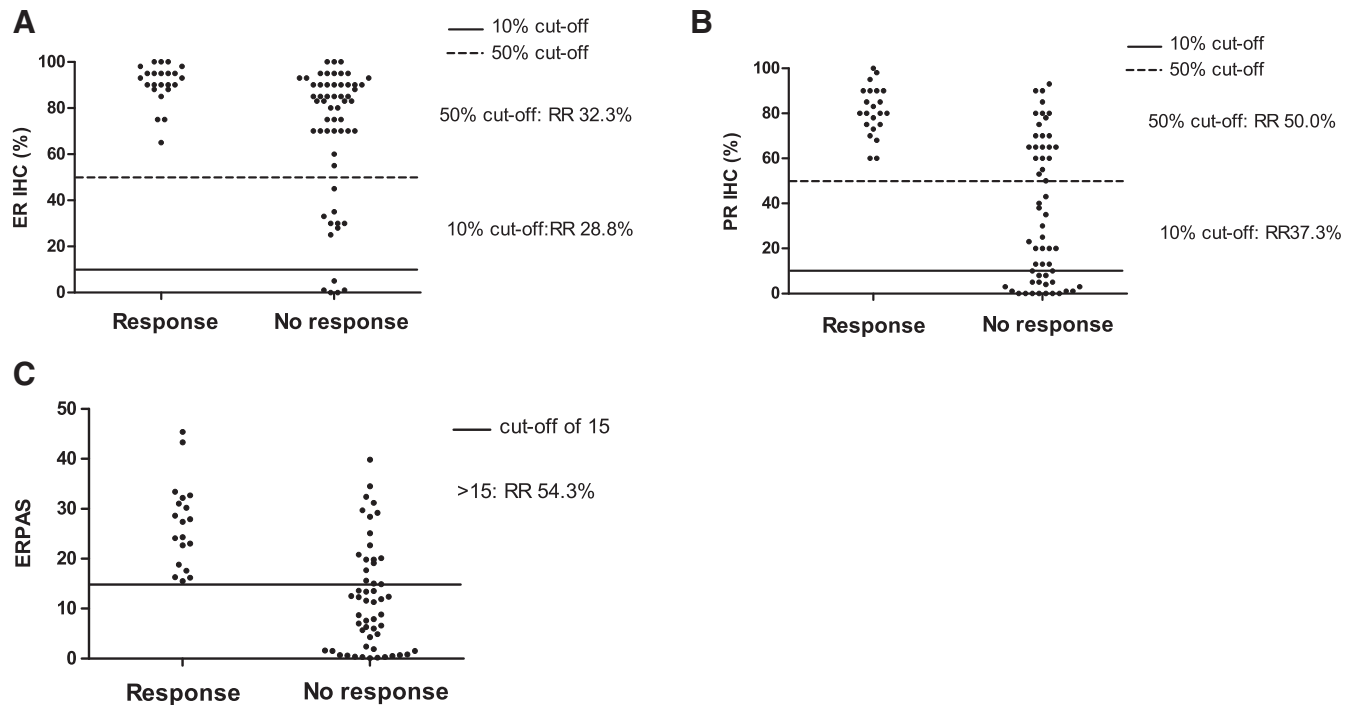 A
10% cut-off
50% cut-off
100
80
60
40
20
0
ER IHC (%)
50% cut-off: RR 32.3%
10% cut-off:RR 28.8%
Response
No response
B
10% cut-off
50% cut-off
100
80
60
40
20
0
PR IHC (%)
50% cut-off: RR 50.0%
10% cut-off: RR37.3%
Response
No response
C
50
40
30
20
10
0
ERPAS
cut-off of 15
>15: RR 54.3%
Response
No response